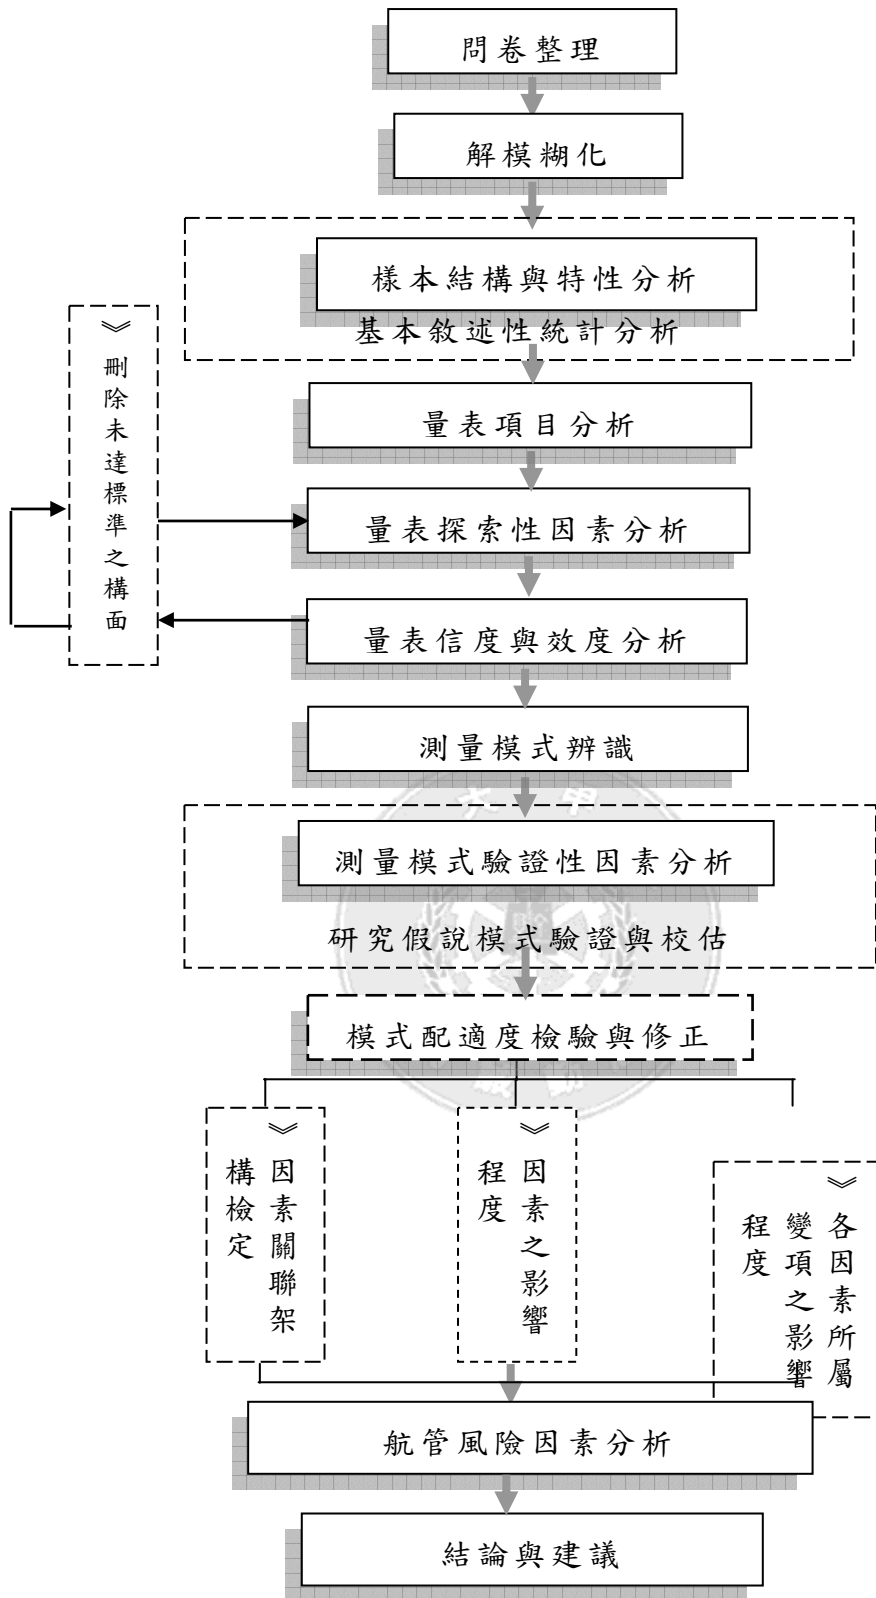 問卷整理
解模糊化
樣本結構與特性分析
基本敘述性統計分析
》刪除未達標準之構面
量表項目分析
量表探索性因素分析
量表信度與效度分析
測量模式辨識
測量模式驗證性因素分析
研究假說模式驗證與校估
模式配適度檢驗與修正
》因素關聯架
構檢定
》因素之影響
程度
》各因素所屬
變項之影響
程度
航管風險因素分析
結論與建議